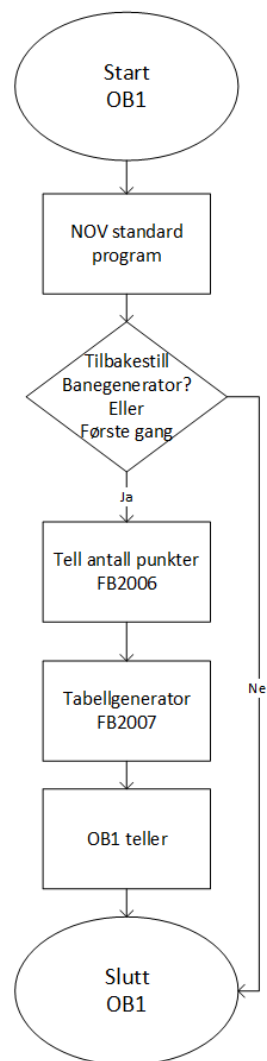 Start
OB1
NOV standard
program
Tilbakestill
Banegenerator?
Eller
Første gang
Ja
Tell antall punkter
FB2006
Ne
Tabellgenerator
FB2007
OB1 teller
Slutt
OB1